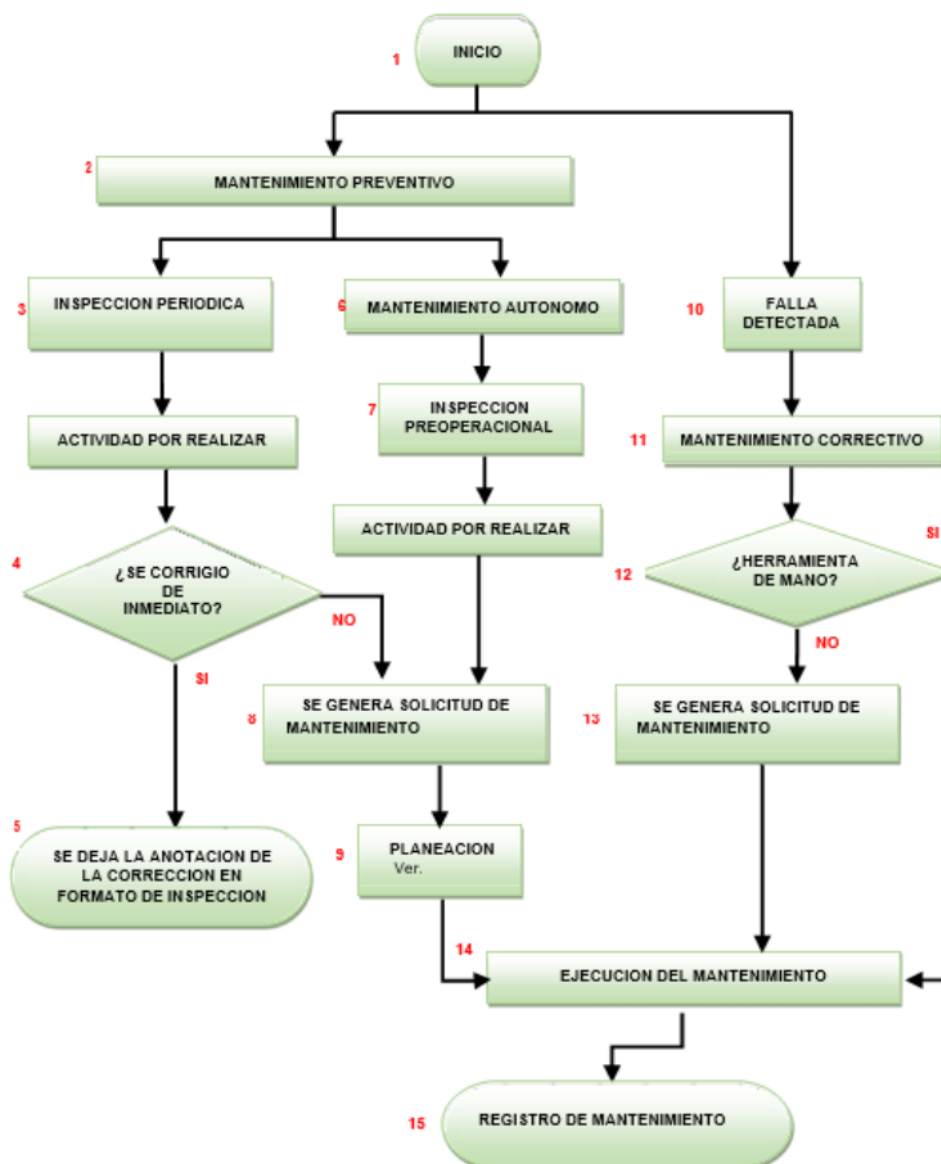 1
INICIO
2
MANTENIMIENTO PREVENTIVO
3
INSPECCION PERIODICA
6
MANTENIMIENTO AUTONOMO
10
FALLA
DETECTADA
7
INSPECCION
PREOPERACIONAL
ACTIVIDAD POR REALIZAR
11
MANTENIMIENTO CORRECTIVO
ACTIVIDAD POR REALIZAR
4
¿SE CORRIGIO
DE
INMEDIATO?
NO
SI
12
¿HERRAMIENTA
DE MANO?
SI
NO
8
SE GENERA SOLICITUD DE
MANTENIMIENTO
13
SE GENERA SOLICITUD DE
MANTENIMIENTO
5
SE DEJA LA ANOTACION DE
LA CORRECCION EN
FORMATO DE INSPECCION
9
PLANEACION
Ver.
14
EJECUCION DEL MANTENIMIENTO
15
REGISTRO DE MANTENIMIENTO